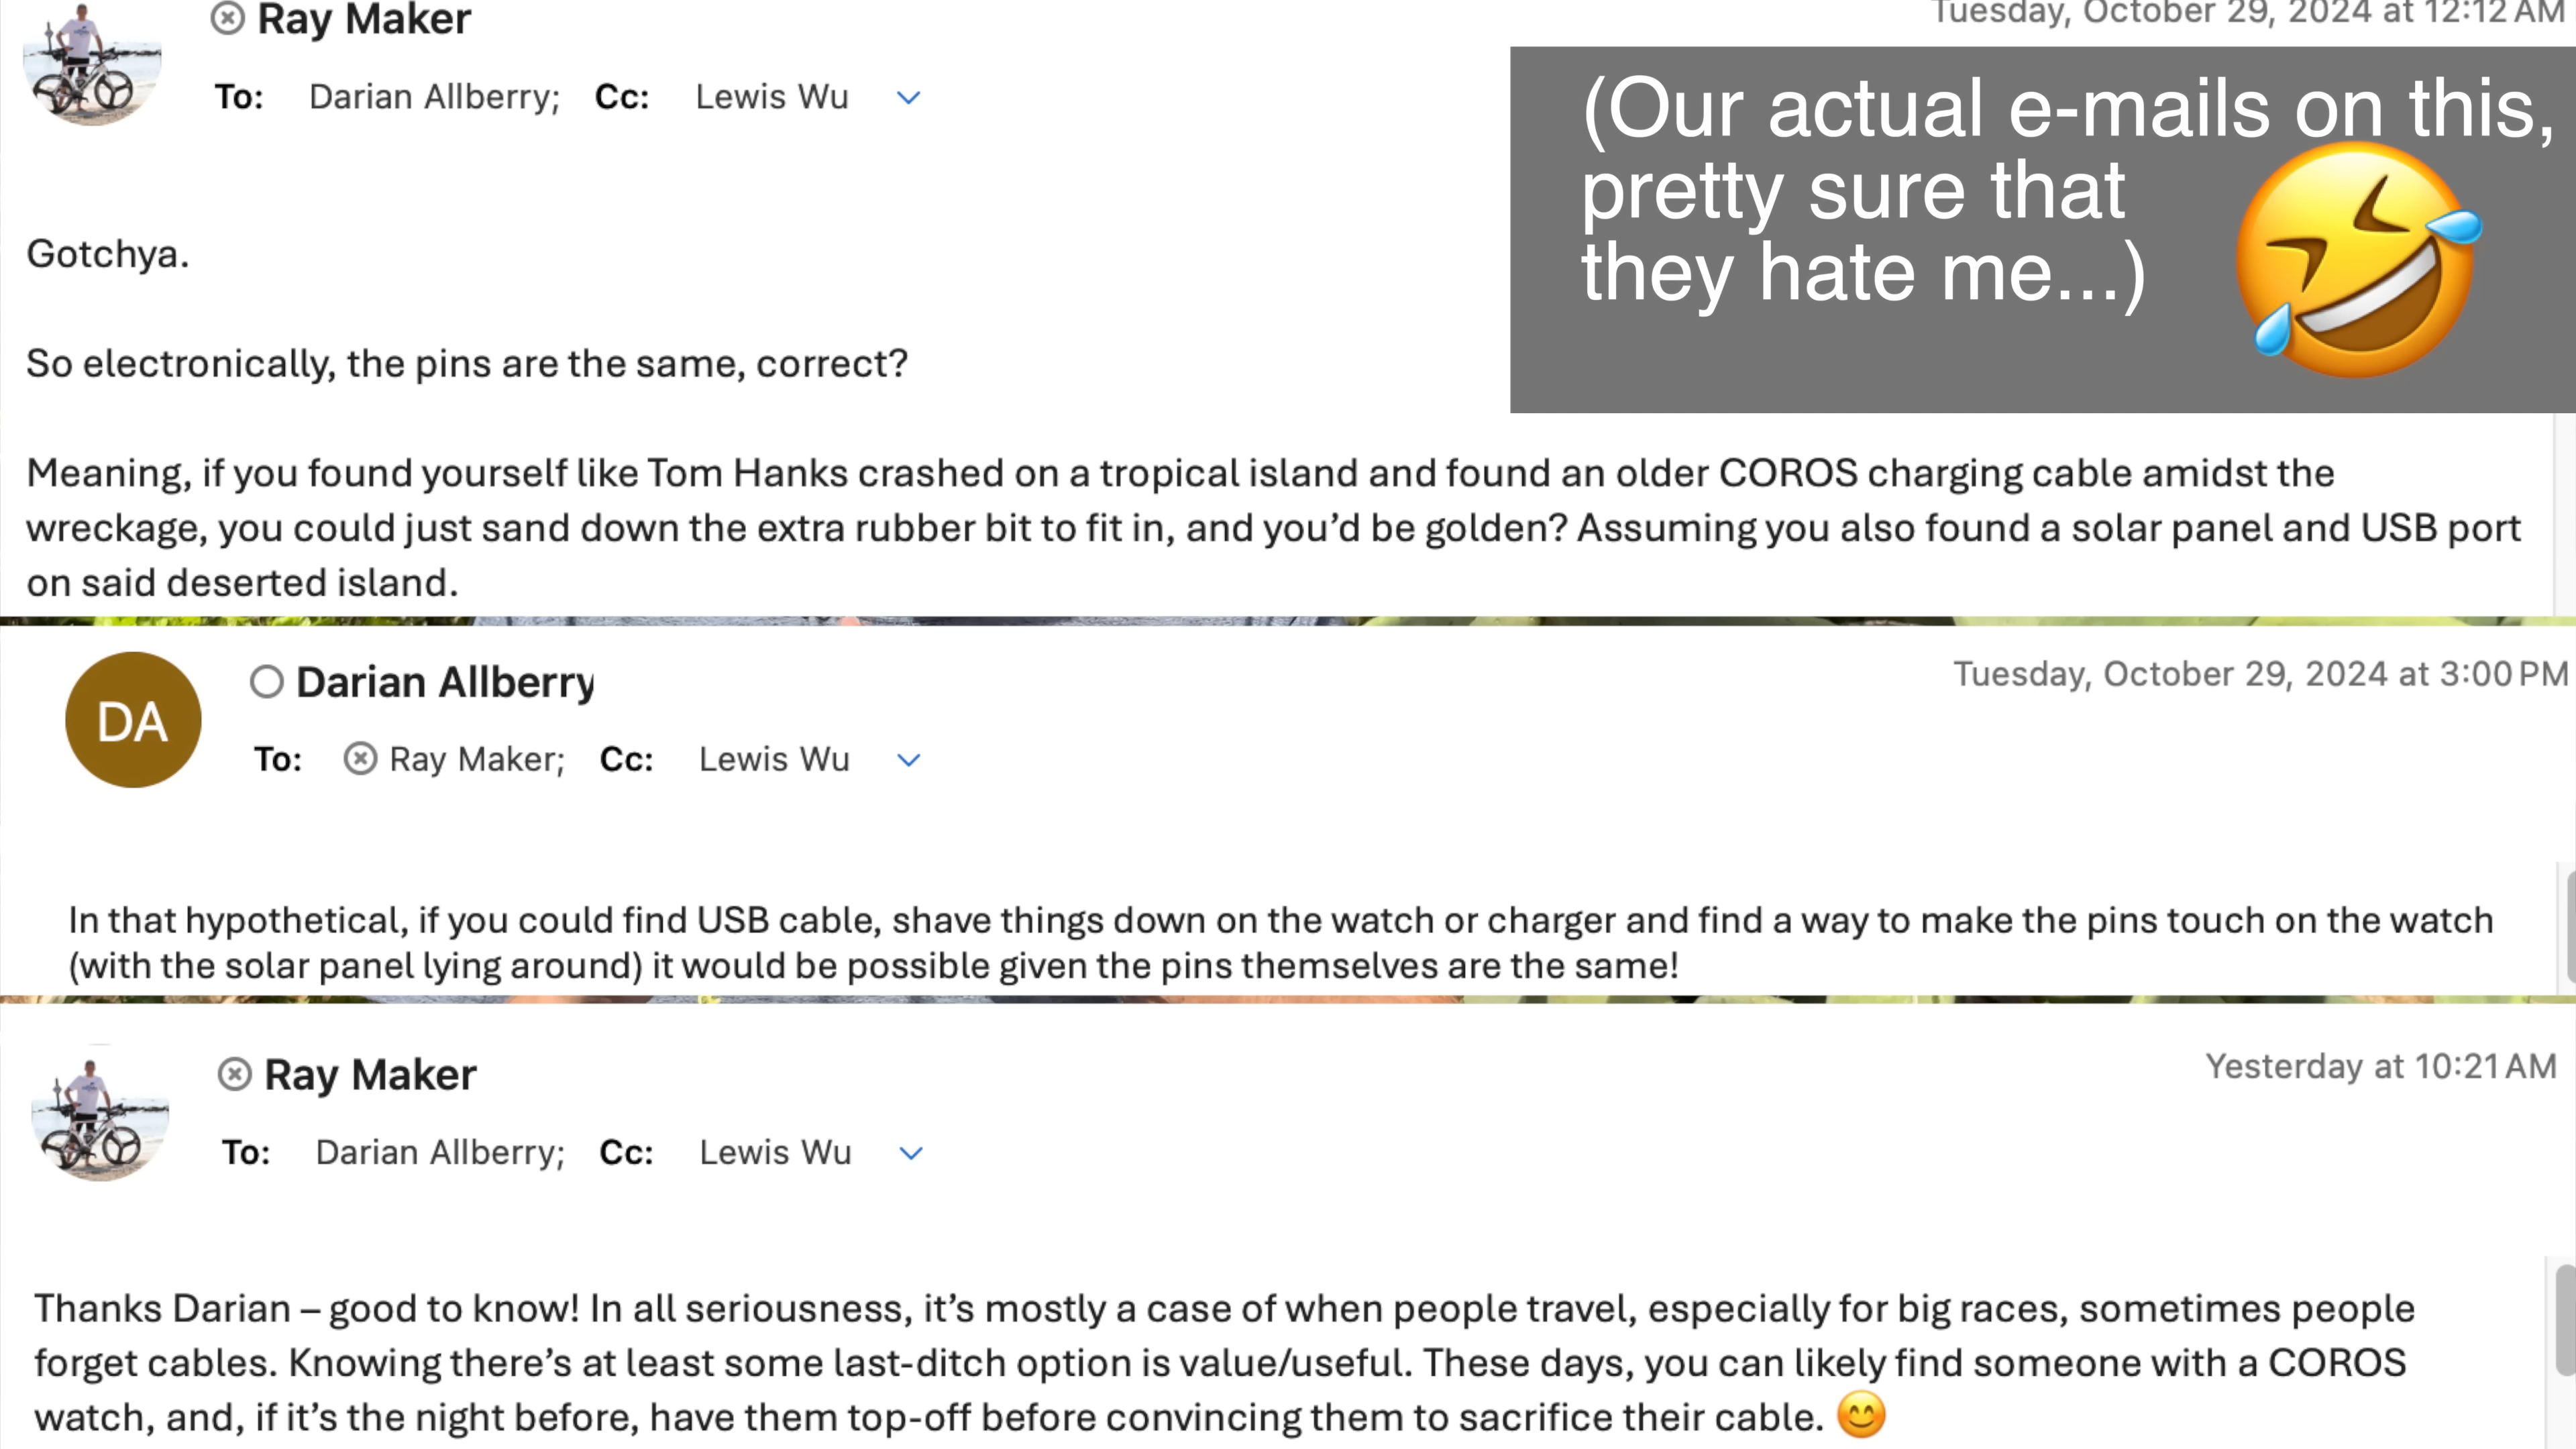 Ray Maker
Tuesday, October 29, 2024 at 12:12 AM
To: Darian Allberry; Cc: Lewis Wu
(Our actual e-mails on this,
pretty sure that
they hate me...)
Gotchya.
So electronically, the pins are the same, correct?
Meaning, if you found yourself like Tom Hanks crashed on a tropical island and found an older COROS charging cable amidst the
wreckage, you could just sand down the extra rubber bit to fit in, and you’d be golden? Assuming you also found a solar panel and USB port
on said deserted island.
DA
Darian Allberry
Tuesday, October 29, 2024 at 3:00 PM
To: Ray Maker; Cc: Lewis Wu
In that hypothetical, if you could find USB cable, shave things down on the watch or charger and find a way to make the pins touch on the watch
(with the solar panel lying around) it would be possible given the pins themselves are the same!
Ray Maker
Yesterday at 10:21 AM
To: Darian Allberry; Cc: Lewis Wu
Thanks Darian – good to know! In all seriousness, it’s mostly a case of when people travel, especially for big races, sometimes people
forget cables. Knowing there’s at least some last-ditch option is value/useful. These days, you can likely find someone with a COROS
watch, and, if it’s the night before, have them top-off before convincing them to sacrifice their cable. 😊